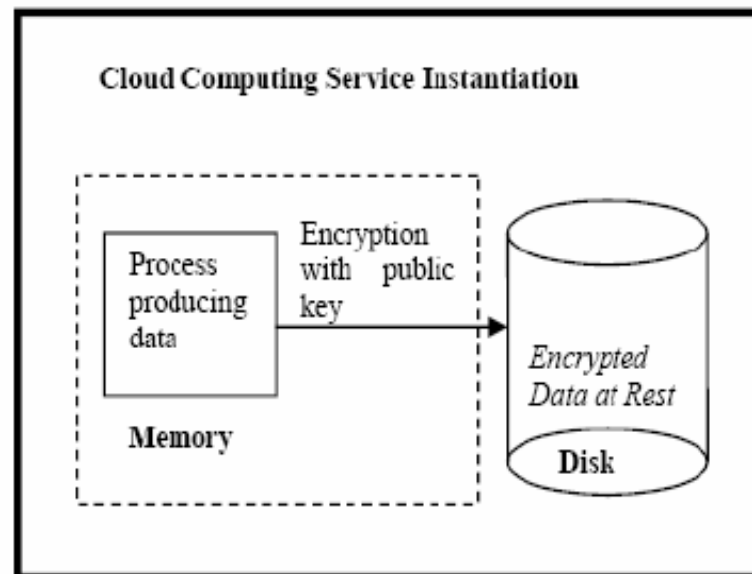 Cloud Computing Service Instantiation
Process
producing
data
Encryption
with public
key
Memory
Encrypted
Data at Rest
Disk